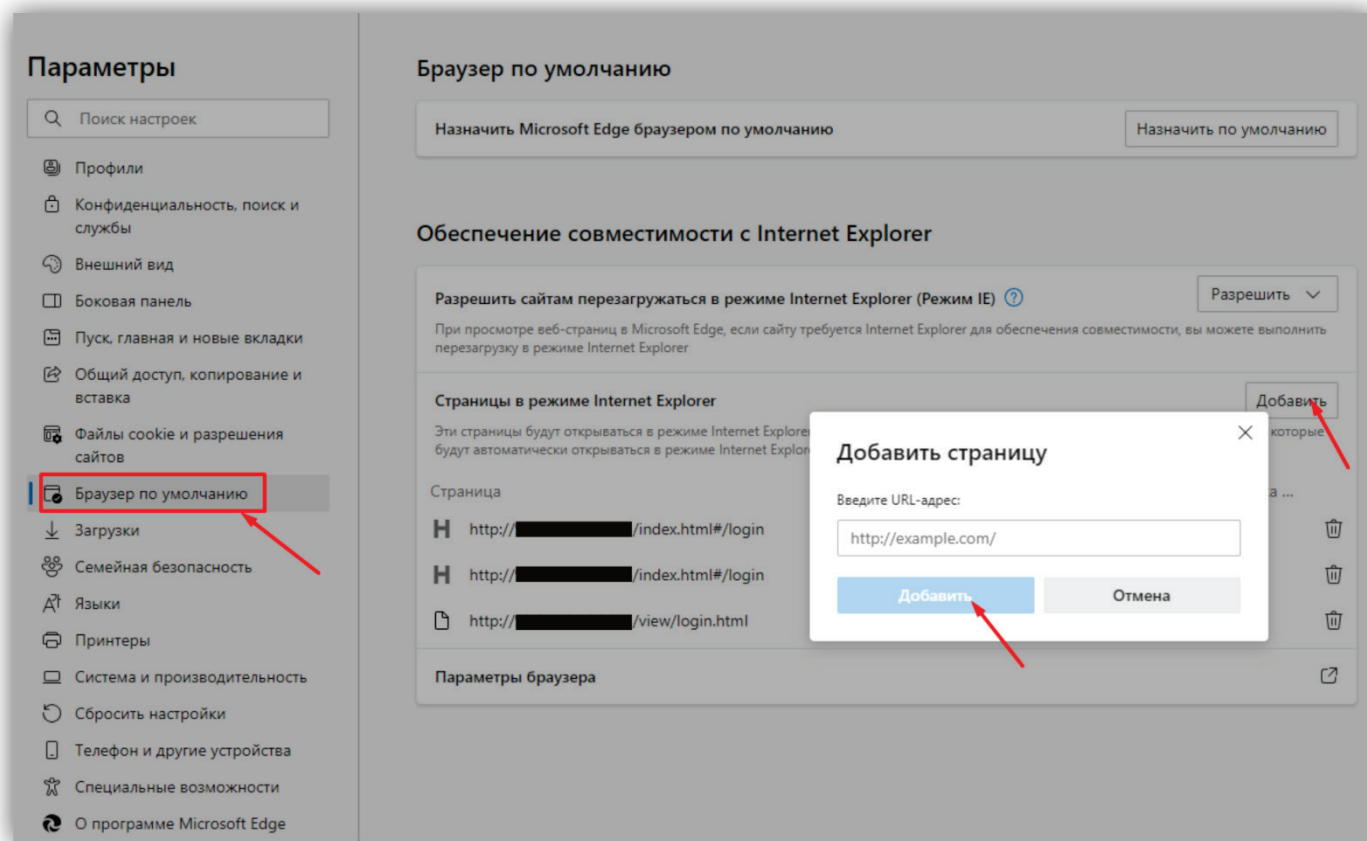 Параметры
Поиск настроек
Профили
Конфиденциальность, поиск и
службы
Внешний вид
Боковая панель
Пуск, главная и новые вкладки
Общий доступ, копирование и
вставка
Файлы cookie и разрешения
сайтов
Браузер по умолчанию
Загрузки
Семейная безопасность
Языки
Принтеры
Система и производительность
Сбросить настройки
Телефон и другие устройства
Специальные возможности
О программе Microsoft Edge
Браузер по умолчанию
Назначить Microsoft Edge браузером по умолчанию
Назначить по умолчанию
Обеспечение совместимости с Internet Explorer
Разрешить сайтам перезагружаться в режиме Internet Explorer (Режим IE)
Разрешить
При просмотре веб-страниц в Microsoft Edge, если сайту требуется Internet Explorer для обеспечения совместимости, вы можете выполнить
перезагрузку в режиме Internet Explorer
Страницы в режиме Internet Explorer
Добавить
Эти страницы будут открываться в режиме Internet Explorer которые
будут автоматически открываться в режиме Internet
Страница
http:// /index.html#/login
http:// /index.html#/login
http:// /view/login.html
Параметры браузера
Добавить страницу
Введите URL-адрес:
http://example.com/
Добавить
Отмена